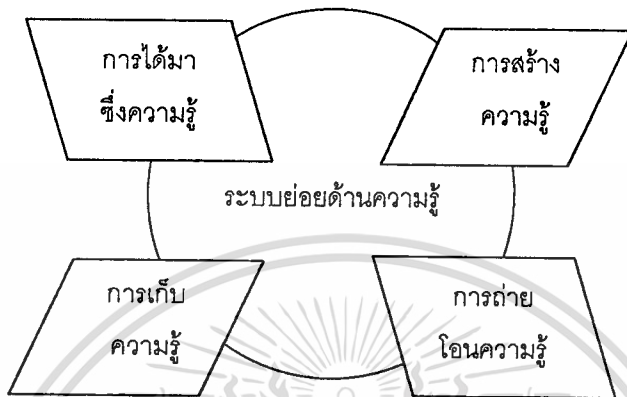 การได้มา
ซึ่งความรู้
การสร้าง
ความรู้
ระบบย่อยด้านความรู้
การเก็บ
ความรู้
การถ่าย
โอนความรู้